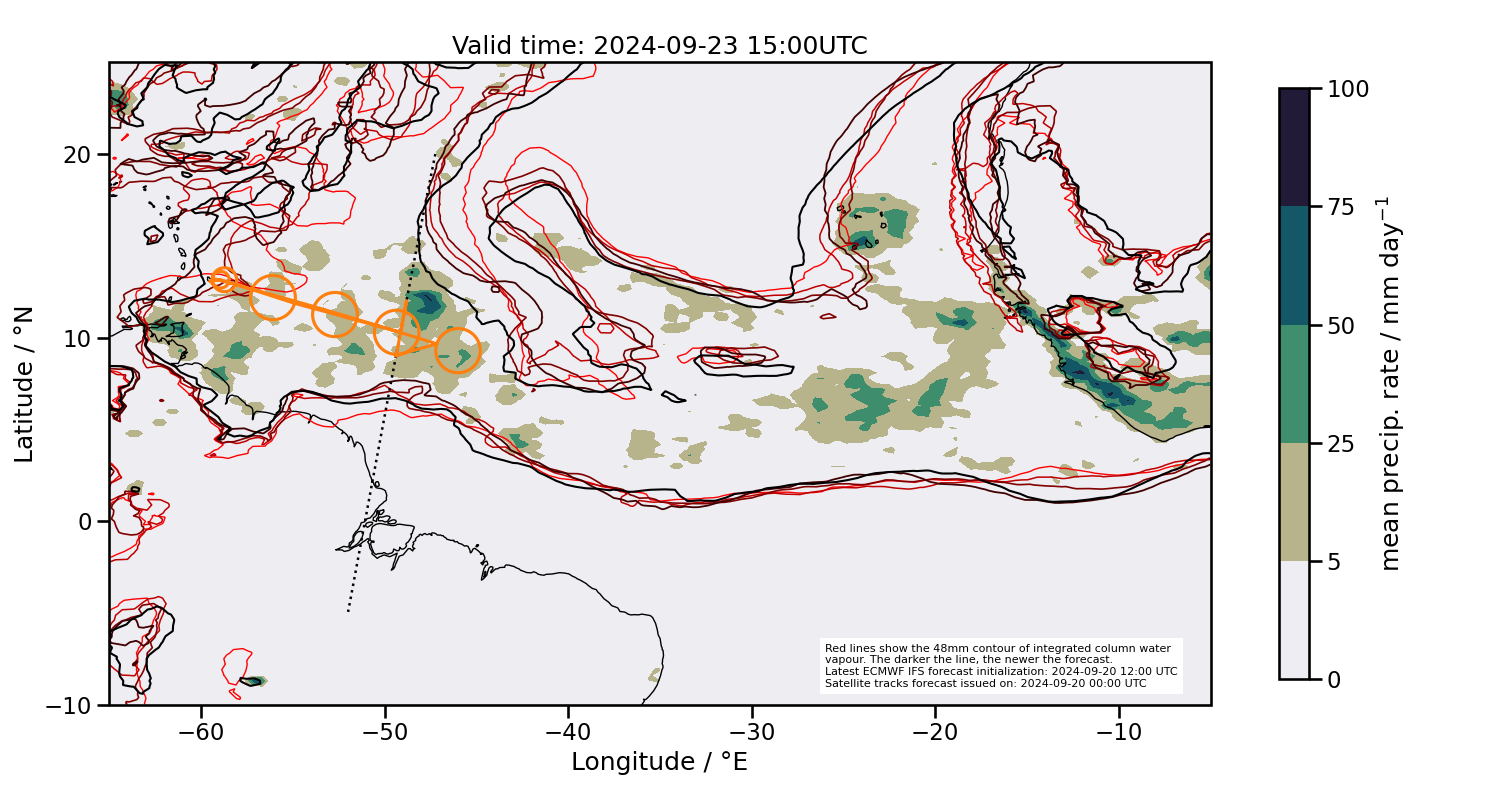 Valid time: 2024-09-23 15:00UTC
Latitude / °N
20
10
0
−10
−60
−50
−40
−30
−20
−10
Longitude / °E
Red lines show the 48mm contour of integrated column water
vapour. The darker the line, the newer the forecast.
Latest ECMWF IFS forecast initialization: 2024-09-20 12:00 UTC
Satellite tracks forecast issued on: 2024-09-20 00:00 UTC
100
75
50
25
5
0
mean precip. rate / mm day⁻¹